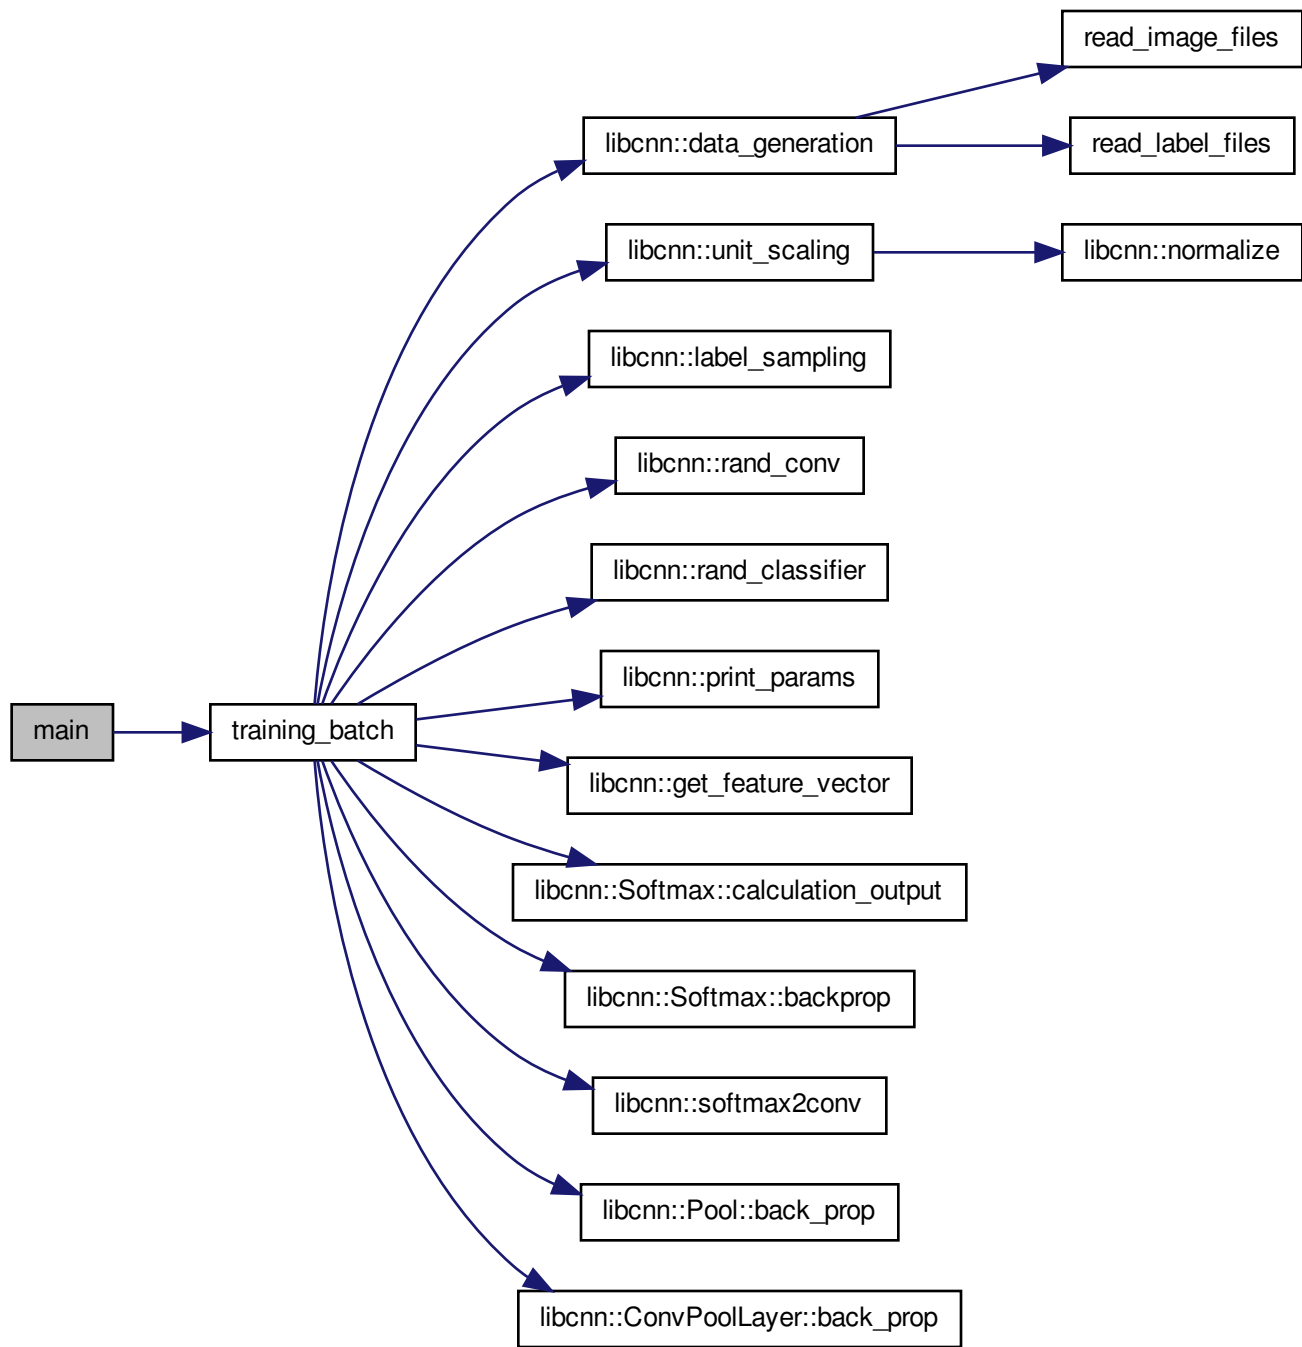 read_image_files
libcnn::data_generation
read_label_files
libcnn::unit_scaling
libcnn::normalize
libcnn::label_sampling
libcnn::rand_conv
libcnn::rand_classifier
libcnn::print_params
main
training_batch
libcnn::get_feature_vector
libcnn::Softmax::calculation_output
libcnn::Softmax::backprop
libcnn::softmax2conv
libcnn::Pool::back_prop
libcnn::ConvPoolLayer::back_prop